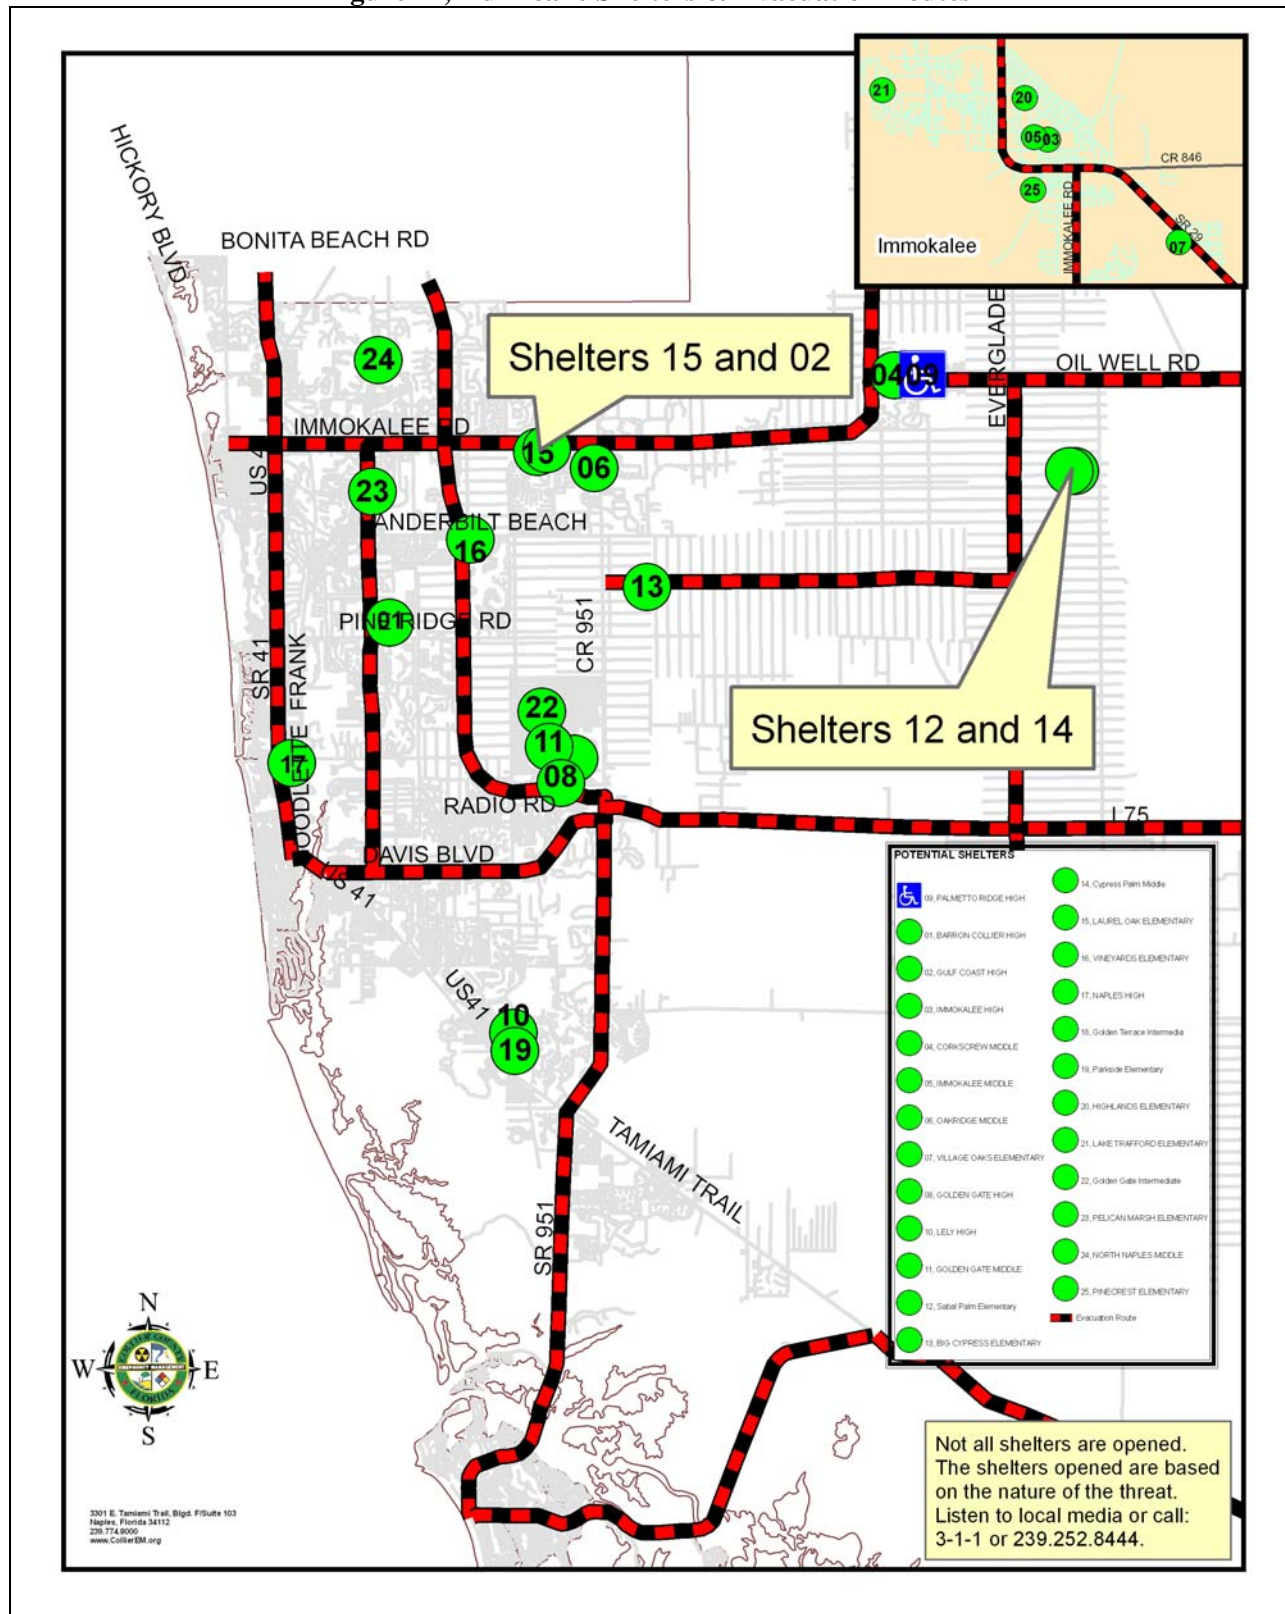 HICKORY BLVD
BONITA BEACH RD
21
20
05
03
CR 846
25
IMMOKALEE RD
SR 29
07
Immokalee
24
Shelters 15 and 02
04
09
EVERGLADE
OIL WELL RD
IMMOKALEE RD
US 4
15
06
23
ANDERBILT BEACH
16
13
01
PINE RIDGE RD
CR 951
SR 41
FRANK
22
Shelters 12 and 14
11
17
08
RADIO RD
I 75
DAVIS BLVD
US 41
US41
10
19
TAMIAMI TRAIL
SR 951
POTENTIAL SHELTERS
09, PALMETTO RIDGE HIGH
01, BARRON COLLIER HIGH
02, GULF COAST HIGH
03, IMMOKALEE HIGH
04, CORKSCREW MIDDLE
05, IMMOKALEE MIDDLE
06, OAKRIDGE MIDDLE
07, VILLAGE OAKS ELEMENTARY
08, GOLDEN GATE HIGH
10, LELY HIGH
11, GOLDEN GATE MIDDLE
12, Sabal Palm Elementary
13, BIG CYPRESS ELEMENTARY
14, Cypress Palm Middle
15, LAUREL OAK ELEMENTARY
16, VINEYARDS ELEMENTARY
17, NAPLES HIGH
18, Golden Terrace Intermedia
19, Parkside Elementary
20, HIGHLANDS ELEMENTARY
21, LAKE TRAFFORD ELEMENTARY
22, Golden Gate Intermediate
23, PELICAN MARSH ELEMENTARY
24, NORTH NAPLES MIDDLE
25, PINECREST ELEMENTARY
Evacuation Route
N
W
E
S
COLLIER COUNTY
EMERGENCY MANAGEMENT
FLORIDA
Not all shelters are opened.
The shelters opened are based
on the nature of the threat.
Listen to local media or call:
3-1-1 or 239.252.8444.
3301 E. Tamiami Trail, Blgd. F/Suite 103
Naples, Florida 34112
239.774.8000
www.CollierEM.org